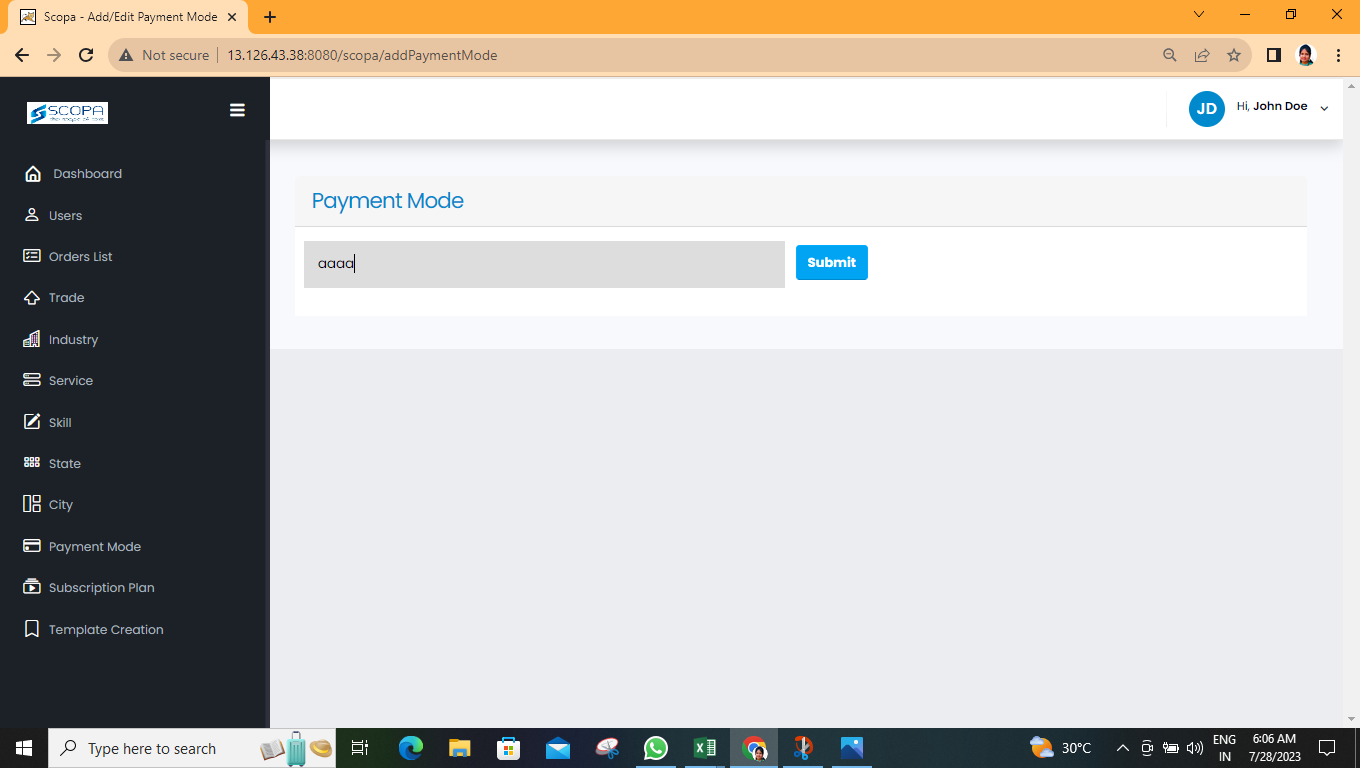 Scopa - Add/Edit Payment Mode
Not secure
13.126.43.38:8080/scopa/addPaymentMode
SCOPA
JD
Hi, John Doe
Dashboard
Users
Orders List
Trade
Industry
Service
Skill
State
City
Payment Mode
Subscription Plan
Template Creation
Payment Mode
aaaa
Submit
Type here to search
30°C
ENG
IN
6:06 AM
7/28/2023